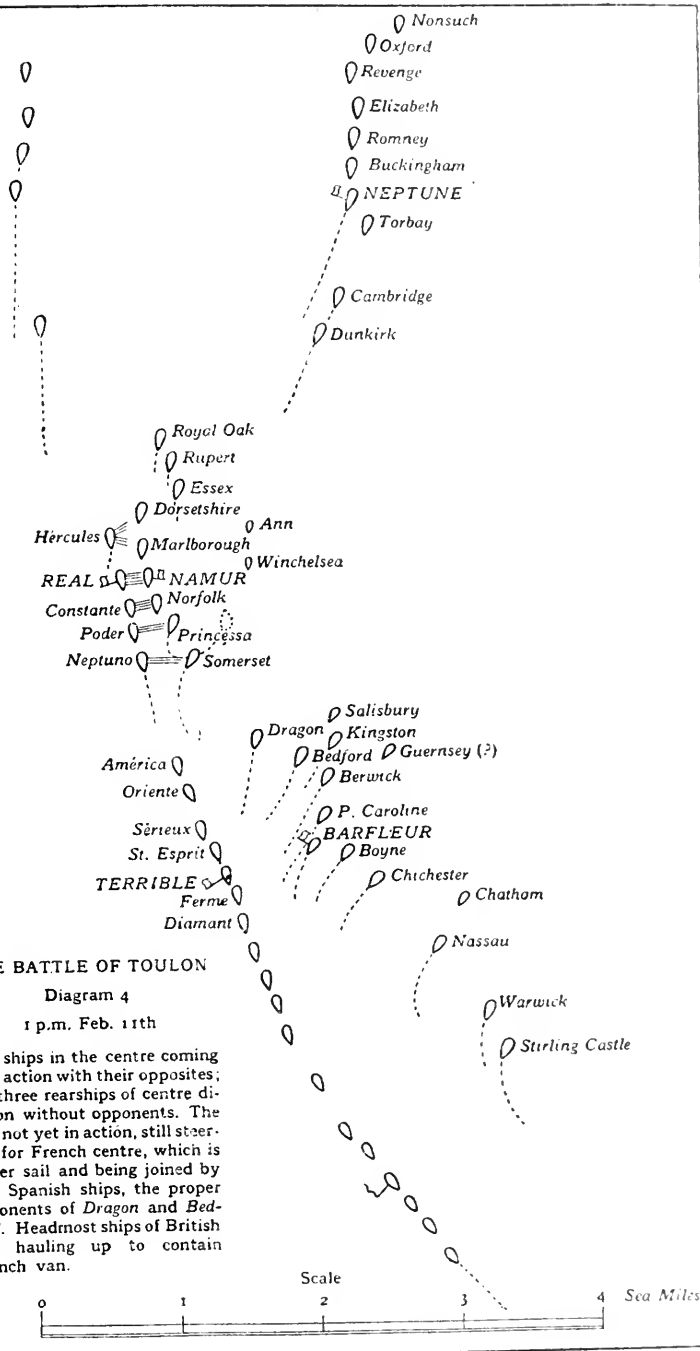 Nonsuch
Oxford
Revenge
Elizabeth
Romney
Buckingham
NEPTUNE
Torbay
Cambridge
Dunkirk
Royal Oak
Rupert
Essex
Dorsetshire
Ann
Hércules
Marlborough
Winchelsea
REAL NAMUR
Constante Norfolk
Poder Princessa
Neptuno Somerset
Salisbury
Dragon Kingston
Bedford Guernsey (?)
América
Berwick
Oriente
P. Caroline
Sérieux BARFLEUR
St. Esprit Boyne
TERRIBLE Chichester
Ferme Chatham
Diamant
Nassau
E BATTLE OF TOULON
Diagram 4
1 p.m. Feb. 11th
Warwick
Stirling Castle
ships in the centre coming
action with their opposites;
three rearships of centre di-
on without opponents. The
not yet in action, still steer-
for French centre, which is
er sail and being joined by
Spanish ships, the proper
onents of Dragon and Bed-
. Headmost ships of British
hauling up to contain
nch van.
Scale
0 1 2 3 4 Sea Miles